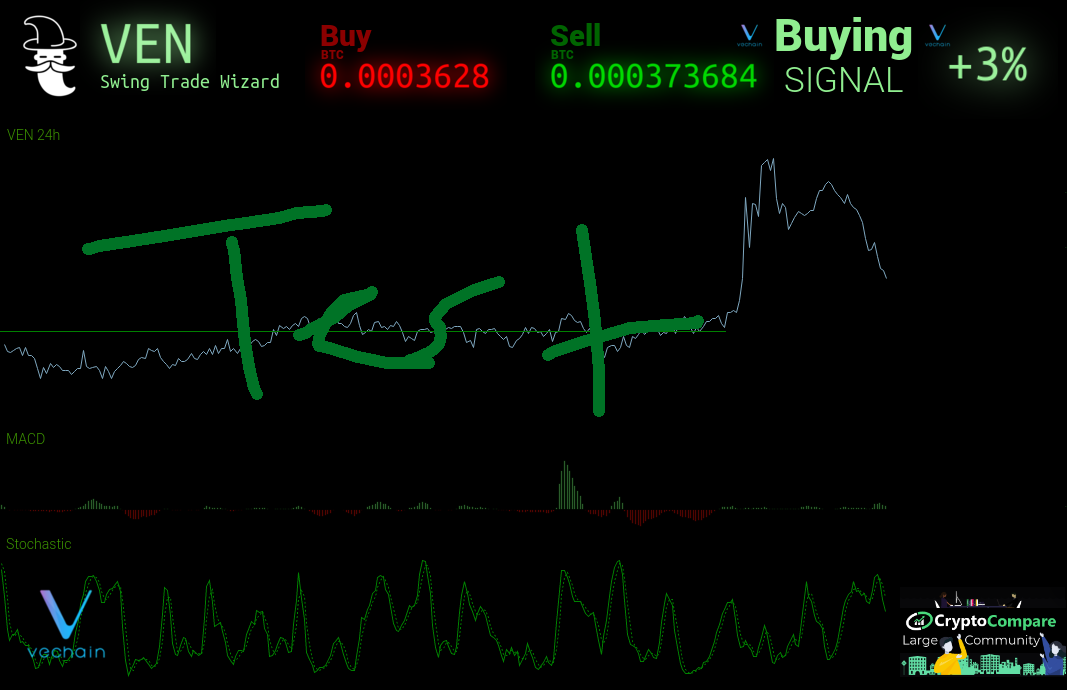 VEN
Swing Trade Wizard
Buy
BTC
0.0003628
Sell
BTC
0.000373684
vechain
Buying
vechain
SIGNAL
+3%
VEN 24h
Test
MACD
Stochastic
vechain
CryptoCompare
Large Community